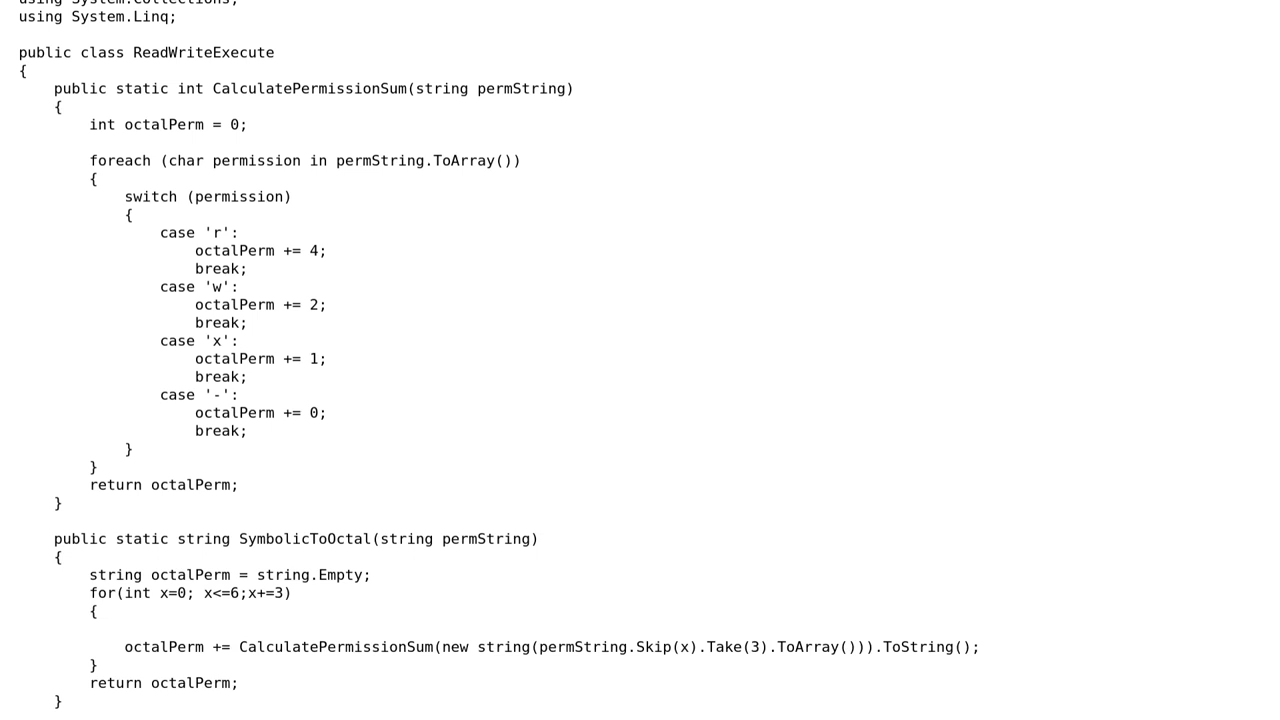 using System.Collections;
using System.Linq;

public class ReadWriteExecute
{
    public static int CalculatePermissionSum(string permString)
    {
        int octalPerm = 0;

        foreach (char permission in permString.ToArray())
        {
            switch (permission)
            {
                case 'r':
                    octalPerm += 4;
                    break;
                case 'w':
                    octalPerm += 2;
                    break;
                case 'x':
                    octalPerm += 1;
                    break;
                case '-':
                    octalPerm += 0;
                    break;
            }
        }
        return octalPerm;
    }

    public static string SymbolicToOctal(string permString)
    {
        string octalPerm = string.Empty;
        for(int x=0; x<=6;x+=3)
        {

            octalPerm += CalculatePermissionSum(new string(permString.Skip(x).Take(3).ToArray())).ToString();
        }
        return octalPerm;
    }